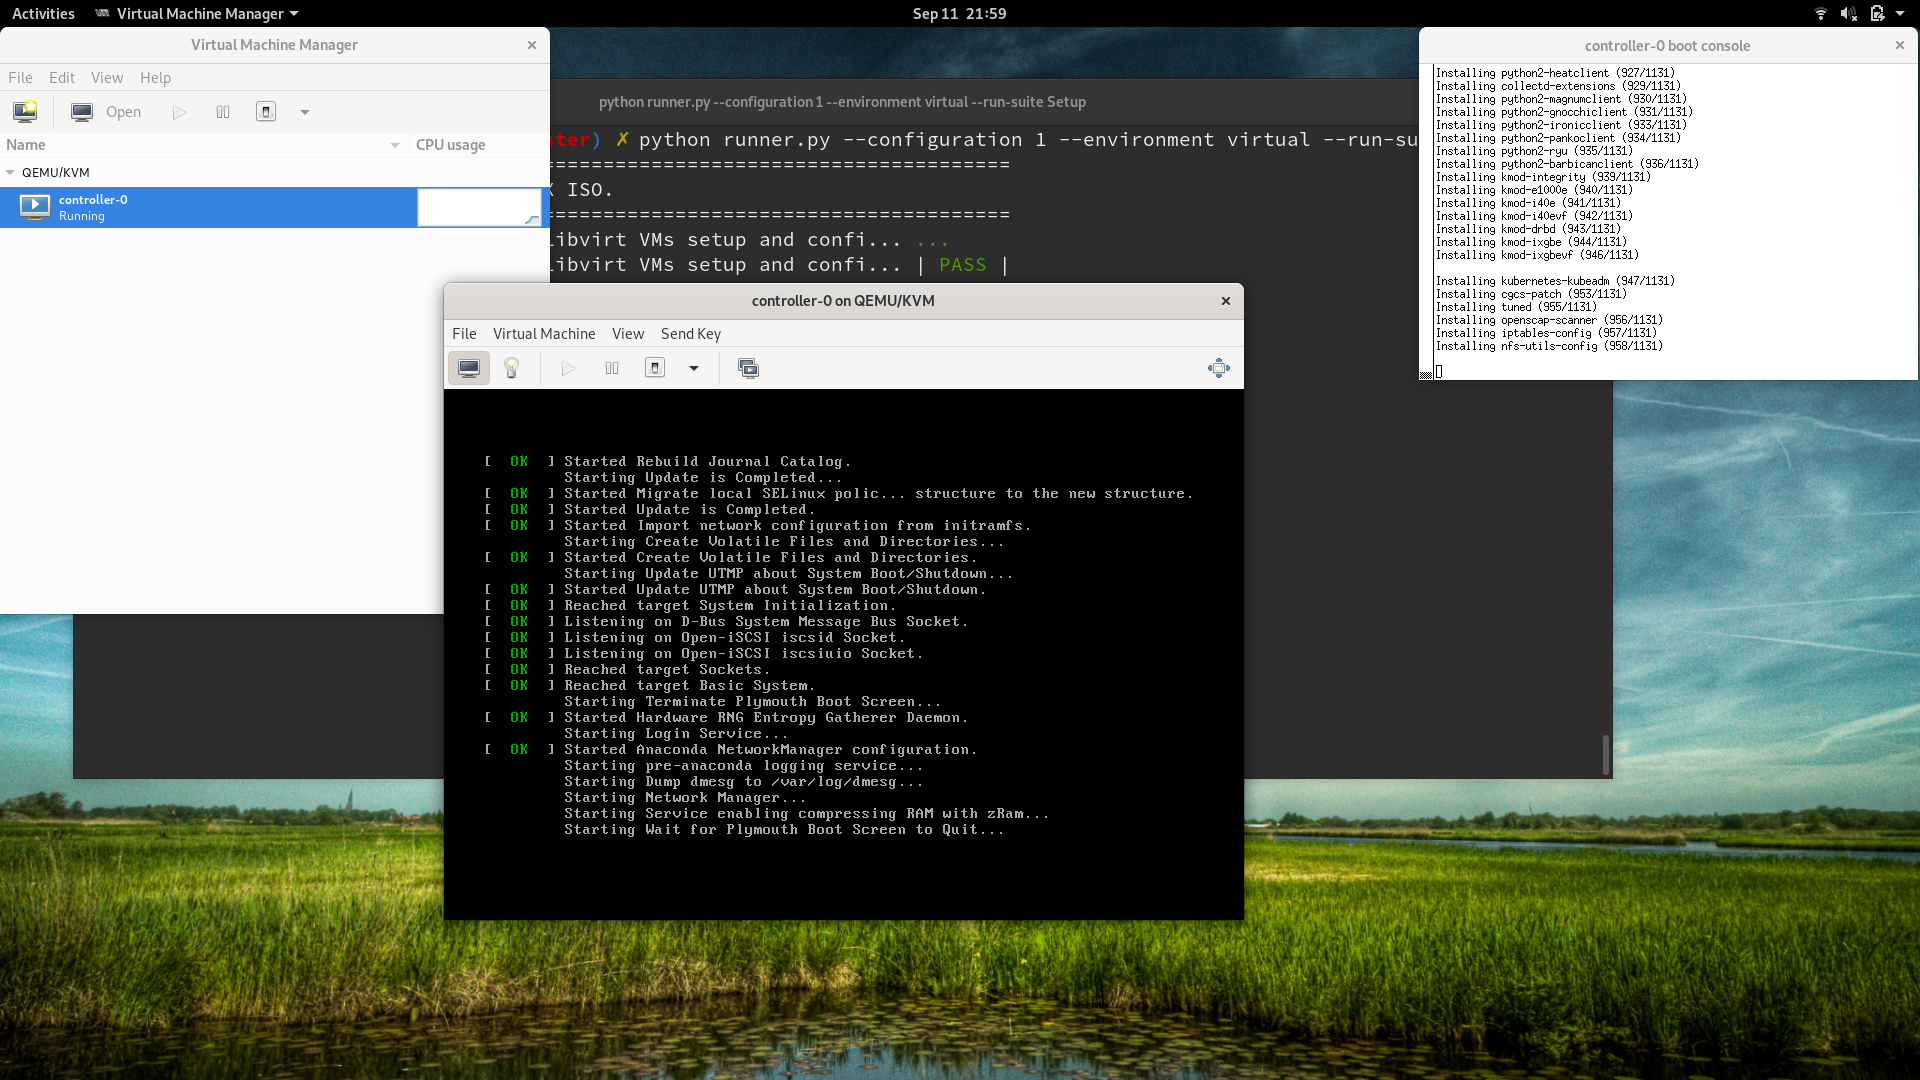 Activities
Virtual Machine Manager
Sep 11 21:59
Virtual Machine Manager
File Edit View Help
Open
Name CPU usage
QEMU/KVM
controller-0
Running
python runner.py --configuration 1 --environment virtual --run-suite Setup
ter) ✗ python runner.py --configuration 1 --environment virtual --run-su
=======================================
ISO.
=======================================
ibvirt VMs setup and confi... ...
ibvirt VMs setup and confi... | PASS |
controller-0 boot console
Installing python2-heatclient (927/1131)
Installing collectd-extensions (929/1131)
Installing python2-magnumclient (930/1131)
Installing python2-gnocchiclient (931/1131)
Installing python2-ironicclient (933/1131)
Installing python2-pankoclient (934/1131)
Installing python2-ryu (935/1131)
Installing python2-barbicanclient (936/1131)
Installing kmod-integrity (939/1131)
Installing kmod-e1000e (940/1131)
Installing kmod-i40e (941/1131)
Installing kmod-i40evf (942/1131)
Installing kmod-drbd (943/1131)
Installing kmod-ixgbe (944/1131)
Installing kmod-ixgbevf (946/1131)
Installing kubernetes-kubeadm (947/1131)
Installing cgcs-patch (953/1131)
Installing tuned (955/1131)
Installing openscap-scanner (956/1131)
Installing iptables-config (957/1131)
Installing nfs-utils-config (958/1131)
controller-0 on QEMU/KVM
File Virtual Machine View Send Key
[ OK ] Started Rebuild Journal Catalog.
Starting Update is Completed...
[ OK ] Started Migrate local SELinux polic... structure to the new structure.
[ OK ] Started Update is Completed.
[ OK ] Started Import network configuration from initramfs.
Starting Create Volatile Files and Directories...
[ OK ] Started Create Volatile Files and Directories.
Starting Update UTMP about System Boot/Shutdown...
[ OK ] Started Update UTMP about System Boot/Shutdown.
[ OK ] Reached target System Initialization.
[ OK ] Listening on D-Bus System Message Bus Socket.
[ OK ] Listening on Open-iSCSI iscsid Socket.
[ OK ] Listening on Open-iSCSI iscsiuio Socket.
[ OK ] Reached target Sockets.
[ OK ] Reached target Basic System.
Starting Terminate Plymouth Boot Screen...
[ OK ] Started Hardware RNG Entropy Gatherer Daemon.
Starting Login Service...
[ OK ] Started Anaconda NetworkManager configuration.
Starting pre-anaconda logging service...
Starting Dump dmesg to /var/log/dmesg...
Starting Network Manager...
Starting Service enabling compressing RAM with zRam...
Starting Wait for Plymouth Boot Screen to Quit...